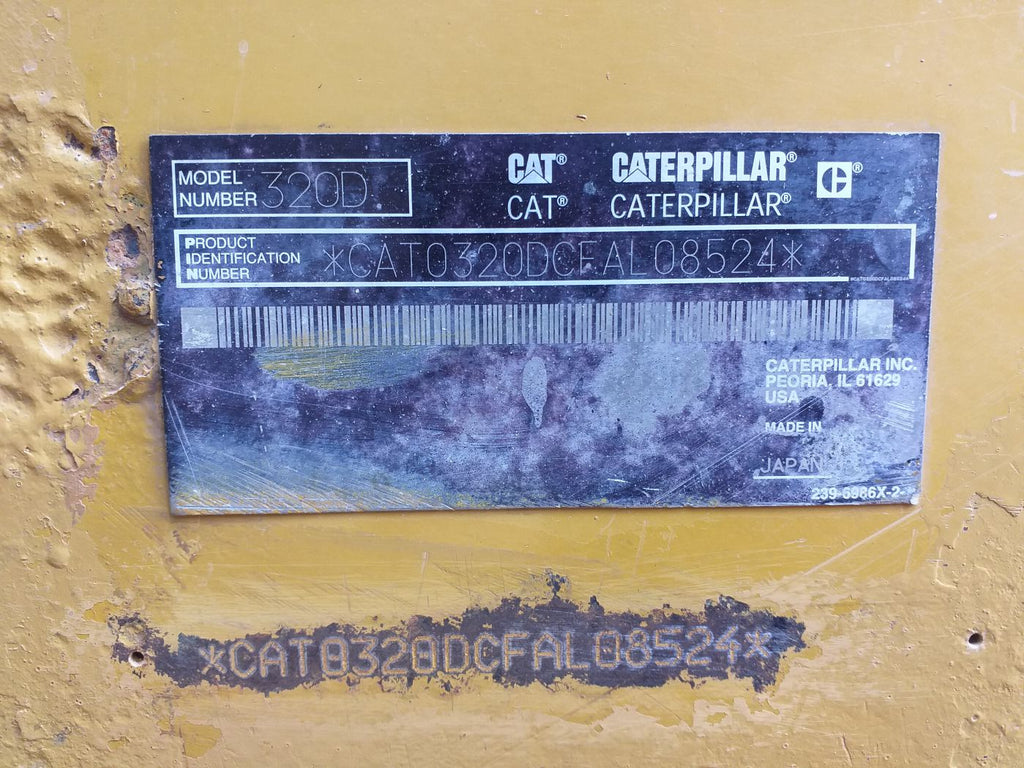 MODEL NUMBER 320D
CAT® CATERPILLAR® C®
CAT® CATERPILLAR®
PRODUCT IDENTIFICATION NUMBER *CAT0320DCFAL08524*
*CAT0320DCFAL08524*
CATERPILLAR INC.
PEORIA, IL 61629
USA
MADE IN
JAPAN
239-5986X-2-
*CAT0320DCFAL08524*